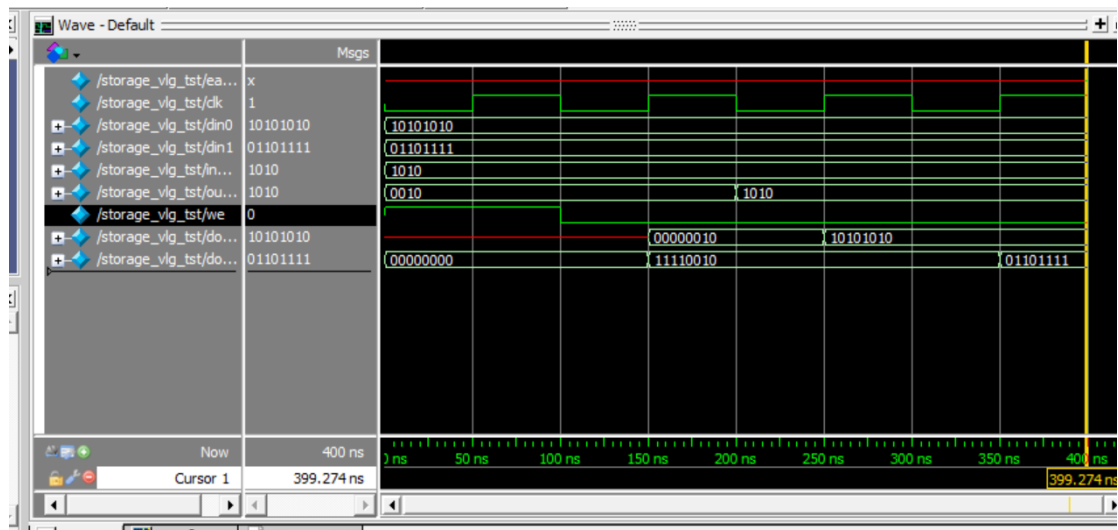 Wave - Default
Msgs
/storage_vlg_tst/ea... x
/storage_vlg_tst/clk 1
/storage_vlg_tst/din0 10101010 10101010
/storage_vlg_tst/din1 01101111 01101111
/storage_vlg_tst/in... 1010 1010
/storage_vlg_tst/ou... 1010 0010 1010
/storage_vlg_tst/we 0
/storage_vlg_tst/do... 10101010 00000010 10101010
/storage_vlg_tst/do... 01101111 00000000 11110010 01101111
Now 400 ns
50 ns 100 ns 150 ns 200 ns 250 ns 300 ns 350 ns
Cursor 1 399.274 ns 399.274 ns